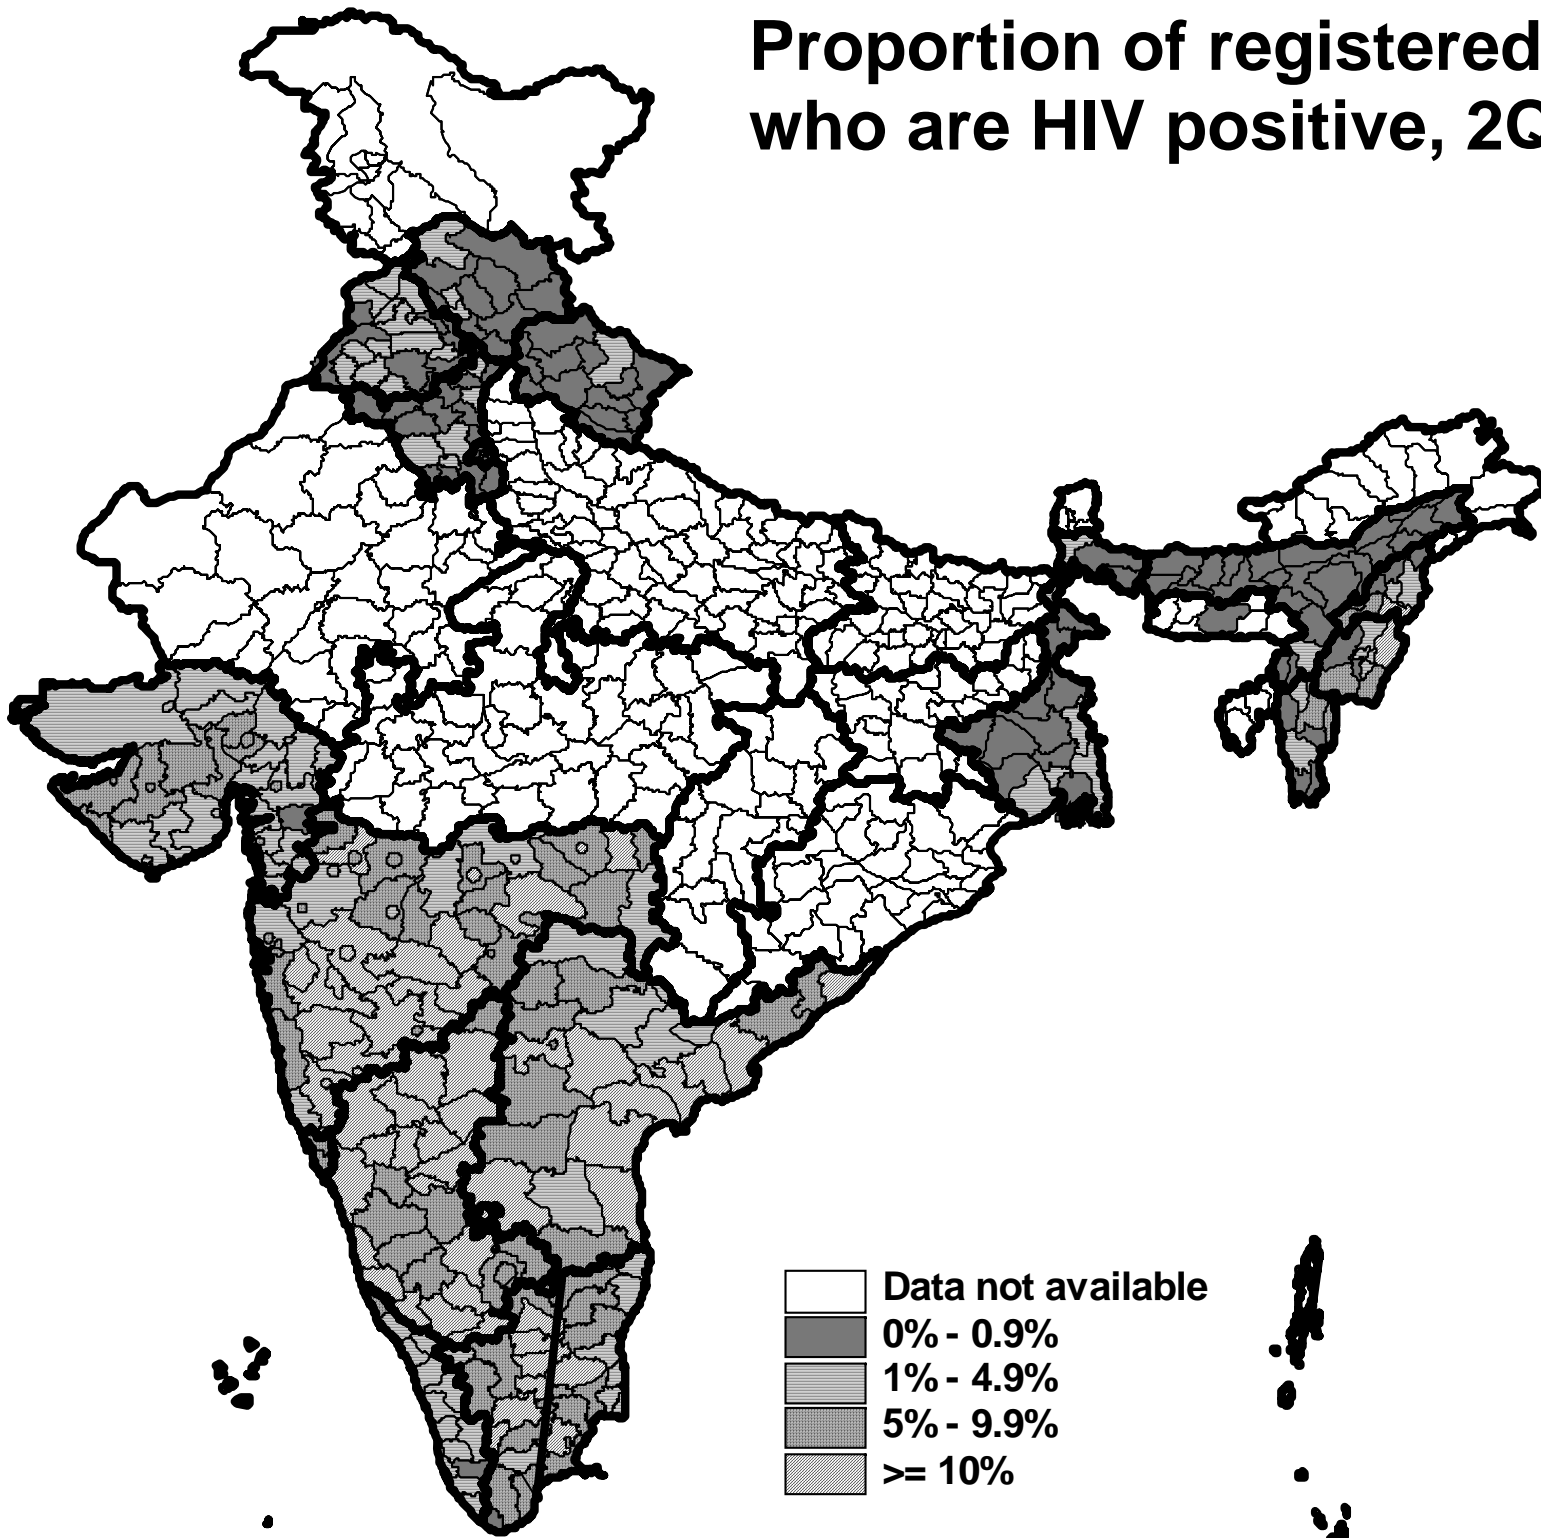 Proportion of registered
who are HIV positive, 2Q
Data not available
0% - 0.9%
1% - 4.9%
5% - 9.9%
>= 10%